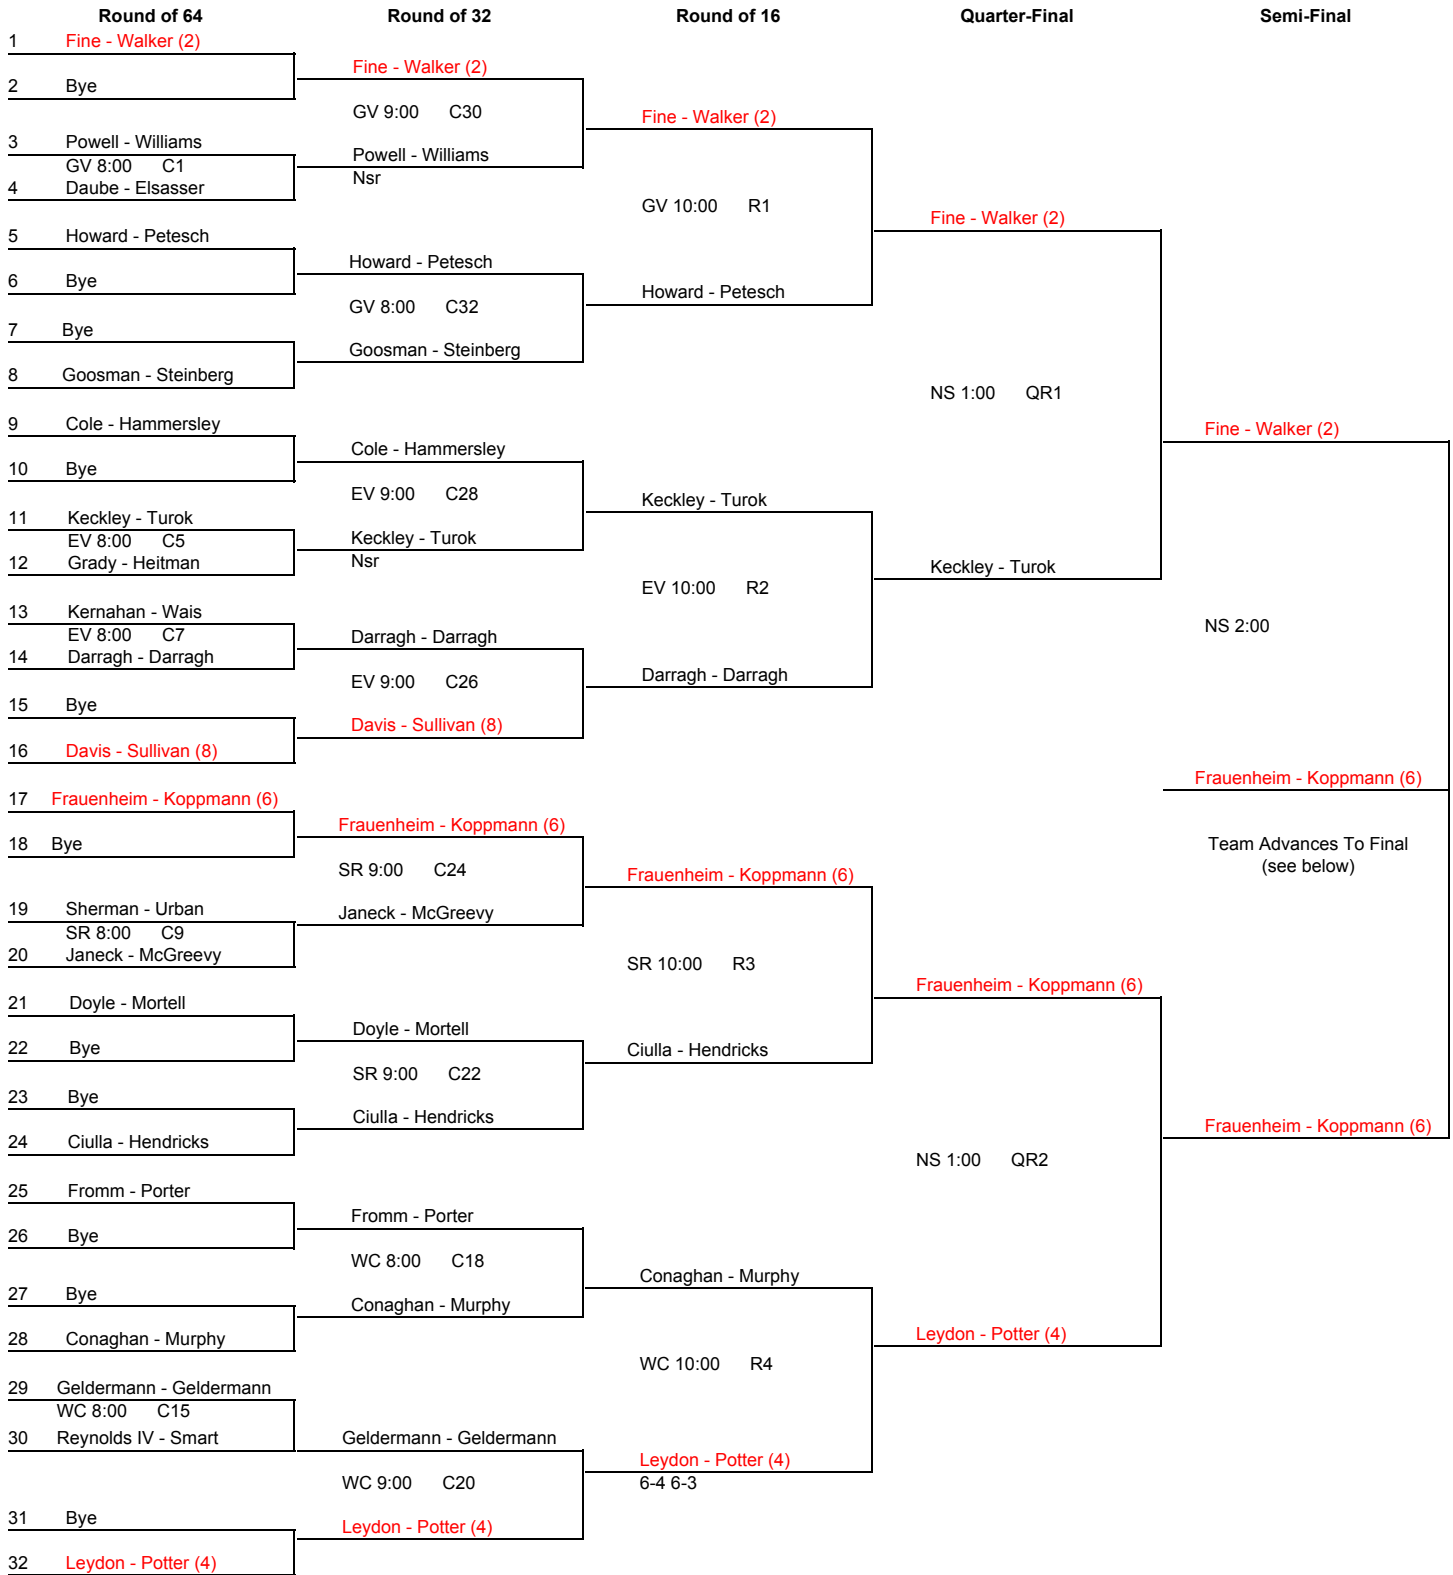 Round of 64 Round of 32 Round of 16 Quarter-Final Semi-Final
1 Fine - Walker (2)
2 Bye
3 Powell - Williams
GV 8:00 C1
4 Daube - Elsasser
5 Howard - Petesch
6 Bye
7 Bye
8 Goosman - Steinberg
9 Cole - Hammersley
10 Bye
11 Keckley - Turok
EV 8:00 C5
12 Grady - Heitman
13 Kernahan - Wais
EV 8:00 C7
14 Darragh - Darragh
15 Bye
16 Davis - Sullivan (8)
17 Frauenheim - Koppmann (6)
18 Bye
19 Sherman - Urban
SR 8:00 C9
20 Janeck - McGreevy
21 Doyle - Mortell
22 Bye
23 Bye
24 Ciulla - Hendricks
25 Fromm - Porter
26 Bye
27 Bye
28 Conaghan - Murphy
29 Geldermann - Geldermann
WC 8:00 C15
30 Reynolds IV - Smart
31 Bye
32 Leydon - Potter (4)
Fine - Walker (2)
GV 9:00 C30
Powell - Williams
Nsr
Howard - Petesch
GV 8:00 C32
Goosman - Steinberg
Cole - Hammersley
EV 9:00 C28
Keckley - Turok
Nsr
Darragh - Darragh
EV 9:00 C26
Davis - Sullivan (8)
Frauenheim - Koppmann (6)
SR 9:00 C24
Janeck - McGreevy
Doyle - Mortell
SR 9:00 C22
Ciulla - Hendricks
Fromm - Porter
WC 8:00 C18
Conaghan - Murphy
Geldermann - Geldermann
WC 9:00 C20
Leydon - Potter (4)
Fine - Walker (2)
GV 10:00 R1
Howard - Petesch
Keckley - Turok
EV 10:00 R2
Darragh - Darragh
Frauenheim - Koppmann (6)
SR 10:00 R3
Ciulla - Hendricks
Conaghan - Murphy
WC 10:00 R4
Leydon - Potter (4)
6-4 6-3
Fine - Walker (2)
NS 1:00 QR1
Keckley - Turok
Frauenheim - Koppmann (6)
NS 1:00 QR2
Leydon - Potter (4)
Fine - Walker (2)
NS 2:00
Frauenheim - Koppmann (6)
Team Advances To Final
(see below)
Frauenheim - Koppmann (6)